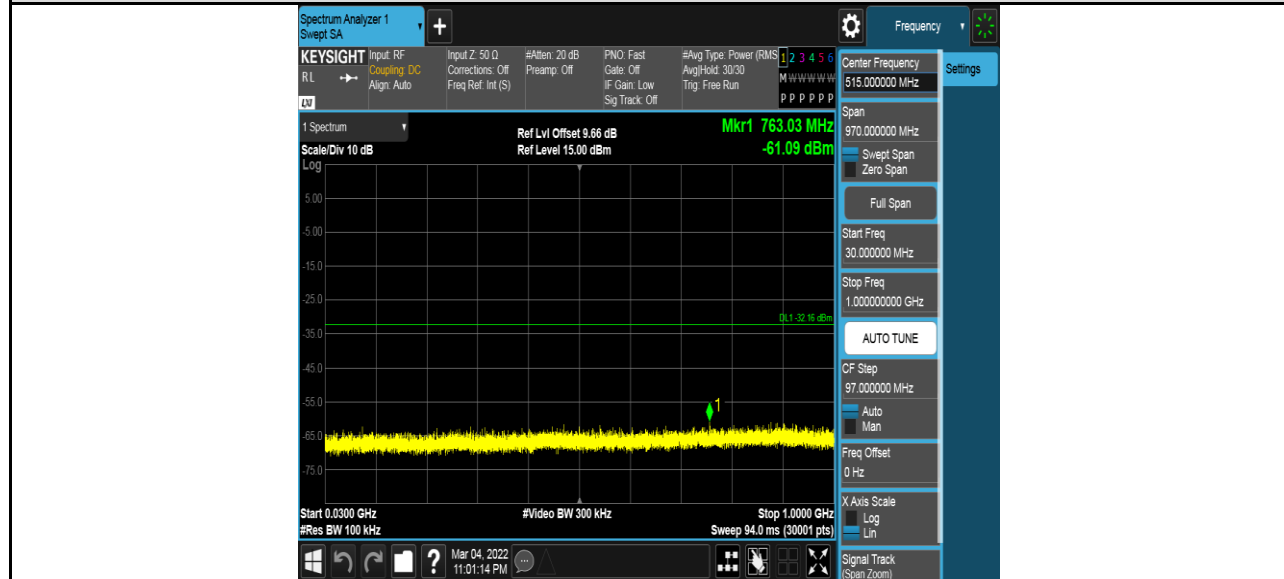 Spectrum Analyzer 1
Swept SA
+
Frequency
KEYSIGHT
RL
LXI
Input: RF
Coupling: DC
Align: Auto
Input Z: 50 Ω
Corrections: Off
Freq Ref: Int (S)
#Atten: 20 dB
Preamp: Off
PNO: Fast
Gate: Off
IF Gain: Low
Sig Track: Off
#Avg Type: Power (RMS
Avg|Hold: 30/30
Trig: Free Run
1 2 3 4 5 6
M W W W W W
P P P P P P
1 Spectrum
Scale/Div 10 dB
Ref Lvl Offset 9.66 dB
Ref Level 15.00 dBm
Mkr1 763.03 MHz
-61.09 dBm
Log
5.00
-5.00
-15.0
-25.0
DL1 -32.16 dBm
-35.0
-45.0
-55.0
1
-65.0
-75.0
Start 0.0300 GHz
#Video BW 300 kHz
Stop 1.0000 GHz
#Res BW 100 kHz
Sweep 94.0 ms (30001 pts)
?
Mar 04, 2022
11:01:14 PM
Center Frequency
515.000000 MHz
Settings
Span
970.000000 MHz
Swept Span
Zero Span
Full Span
Start Freq
30.000000 MHz
Stop Freq
1.000000000 GHz
AUTO TUNE
CF Step
97.000000 MHz
Auto
Man
Freq Offset
0 Hz
X Axis Scale
Log
Lin
Signal Track
(Span Zoom)